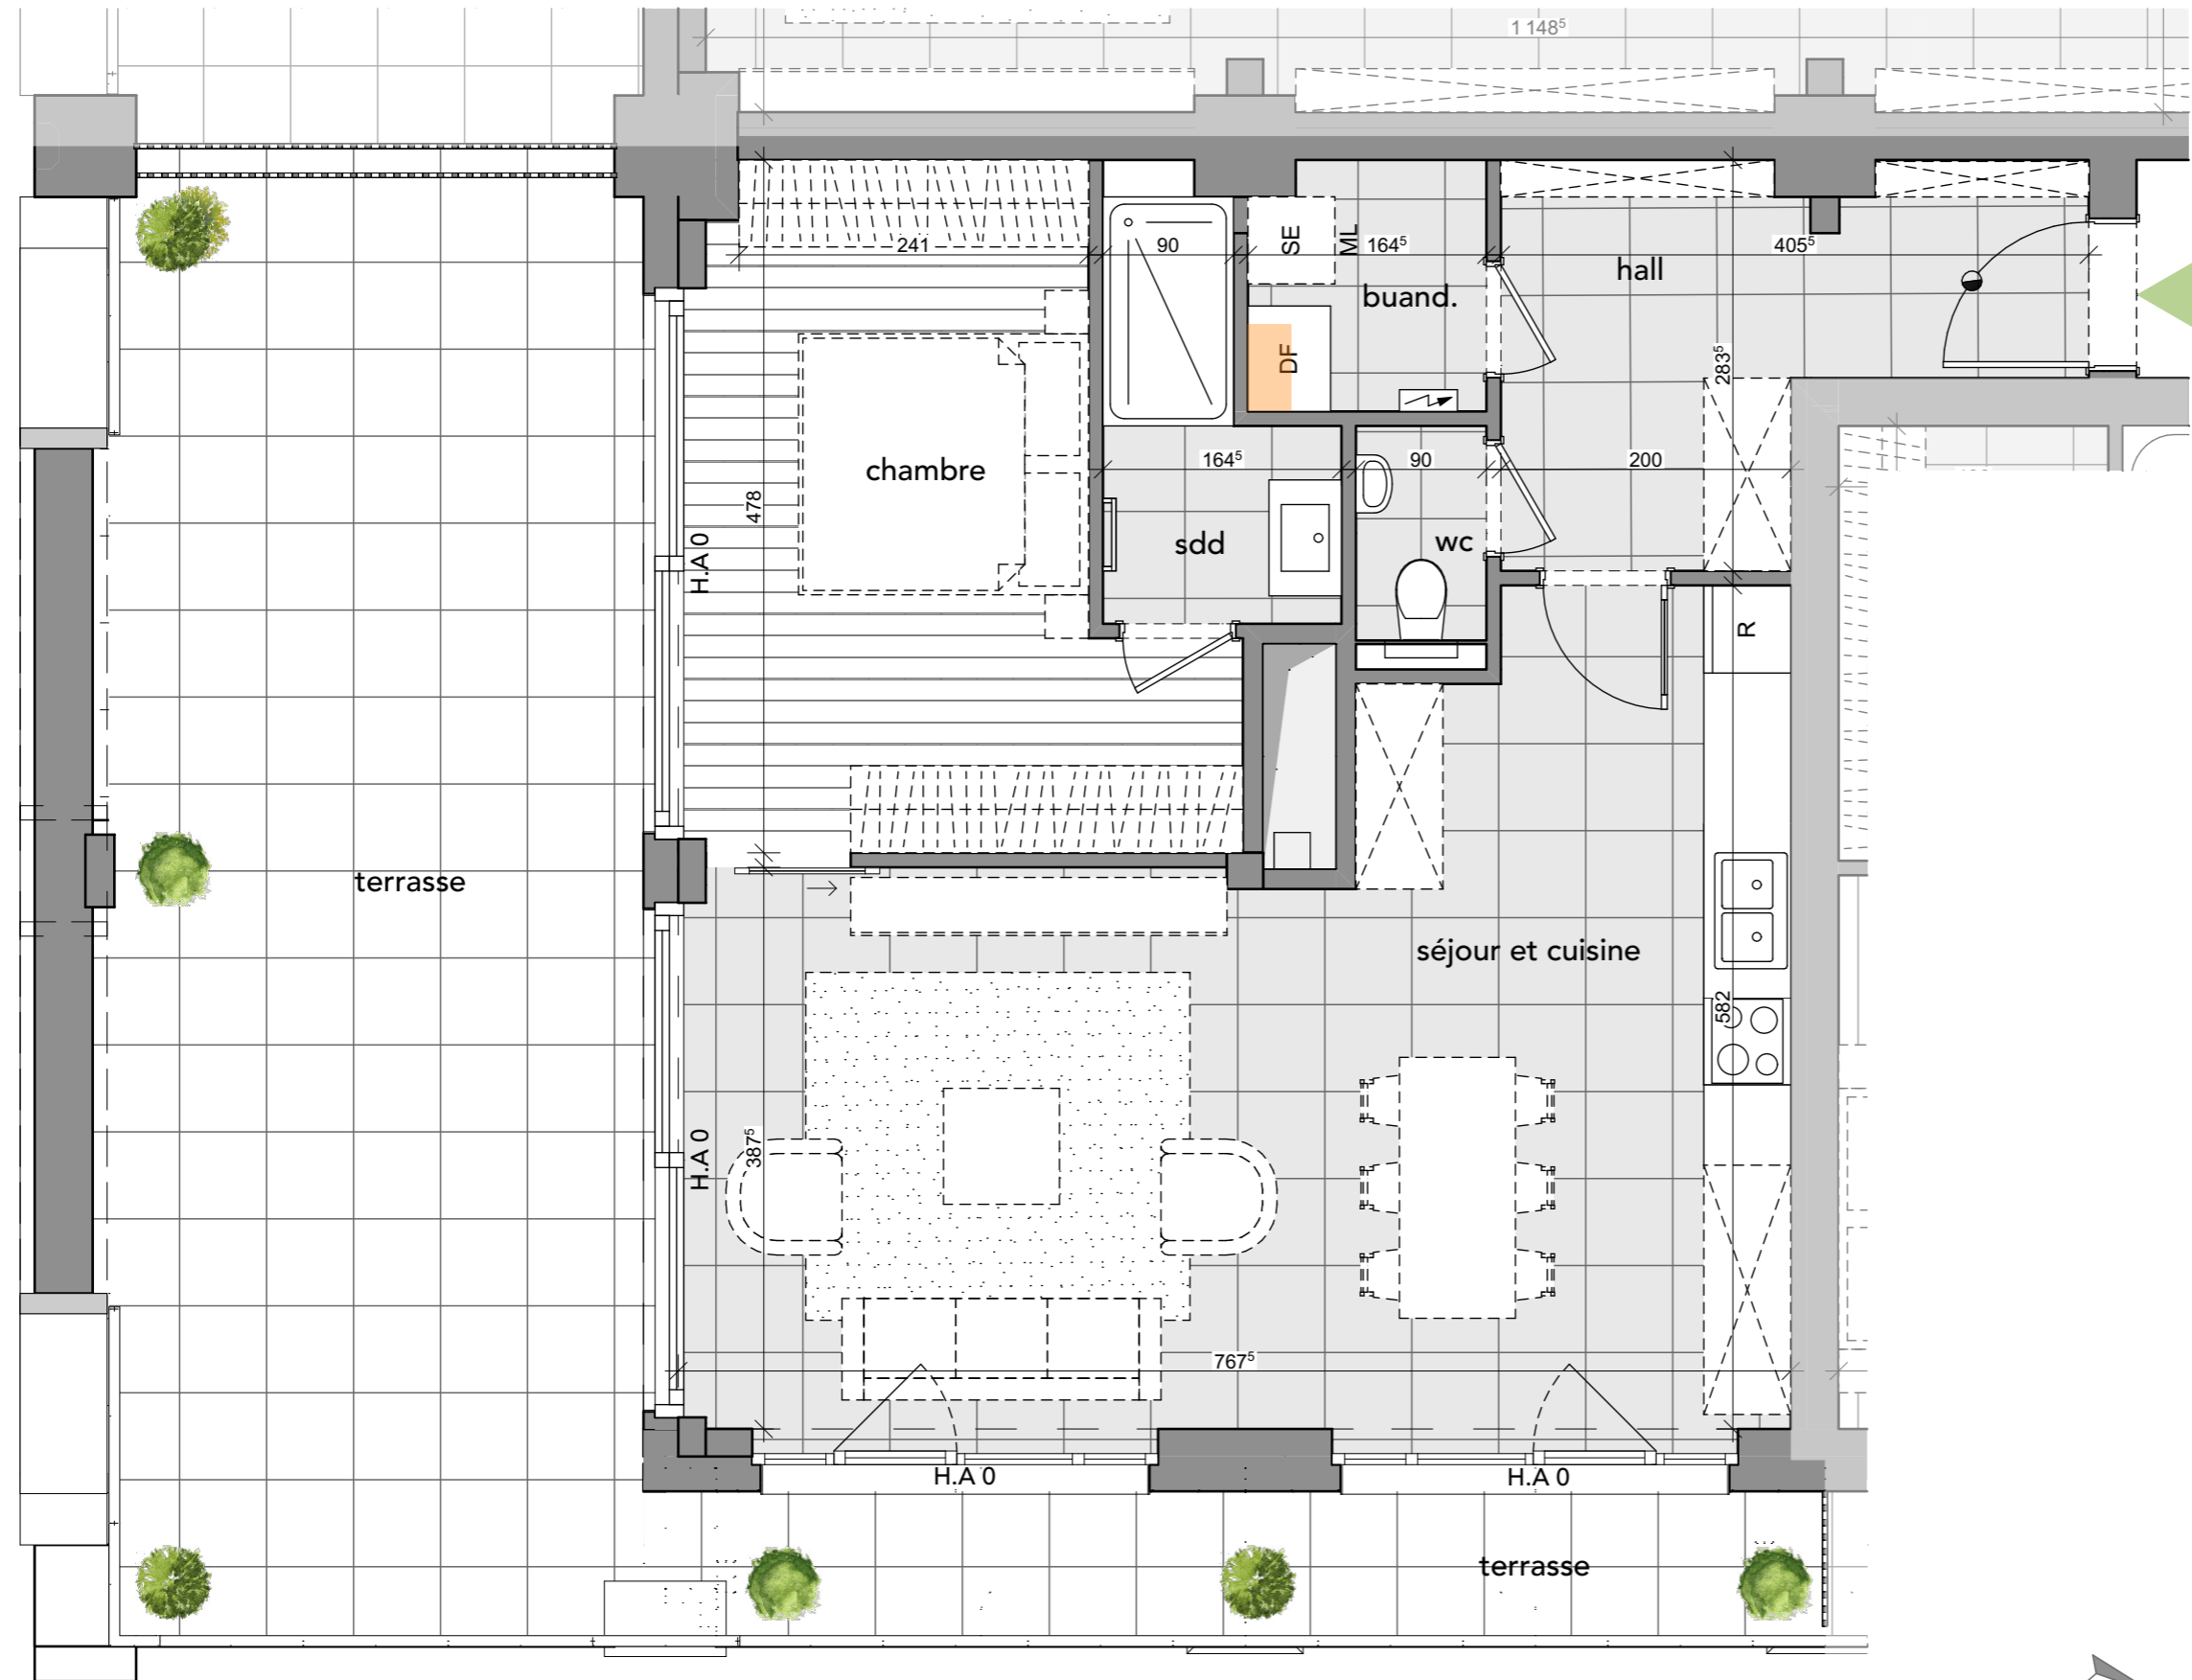 1 148⁵
241
90
SE
ML
164⁵
405⁵
hall
buand.
DF
283⁵
chambre
164⁵
90
200
478
sdd
wc
H.A 0
R
terrasse
séjour et cuisine
582
H.A 0
387⁵
767⁵
H.A 0
H.A 0
terrasse